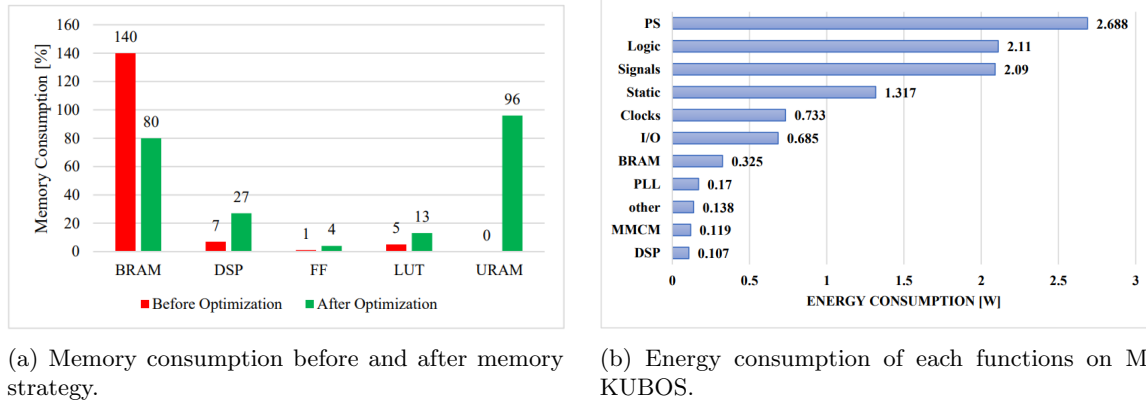 160
140
120
100
80
60
40
20
0
Memory Consumption [%]
140
80
7
27
1
4
5
13
0
96
BRAM DSP FF LUT URAM
Before Optimization After Optimization
(a) Memory consumption before and after memory
strategy.
PS 2.688
Logic 2.11
Signals 2.09
Static 1.317
Clocks 0.733
I/O 0.685
BRAM 0.325
PLL 0.17
other 0.138
MMCM 0.119
DSP 0.107
0 0.5 1 1.5 2 2.5 3
ENERGY CONSUMPTION [W]
(b) Energy consumption of each functions on M
KUBOS.